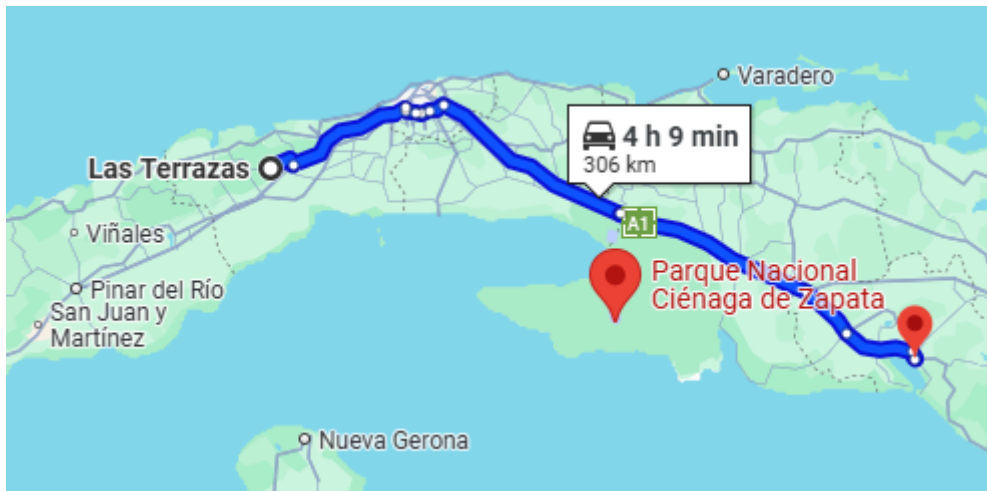 Varadero
4 h 9 min
306 km
Las Terrazas
A1
Viñales
Parque Nacional
Ciénaga de Zapata
Pinar del Río
San Juan y
Martínez
Nueva Gerona